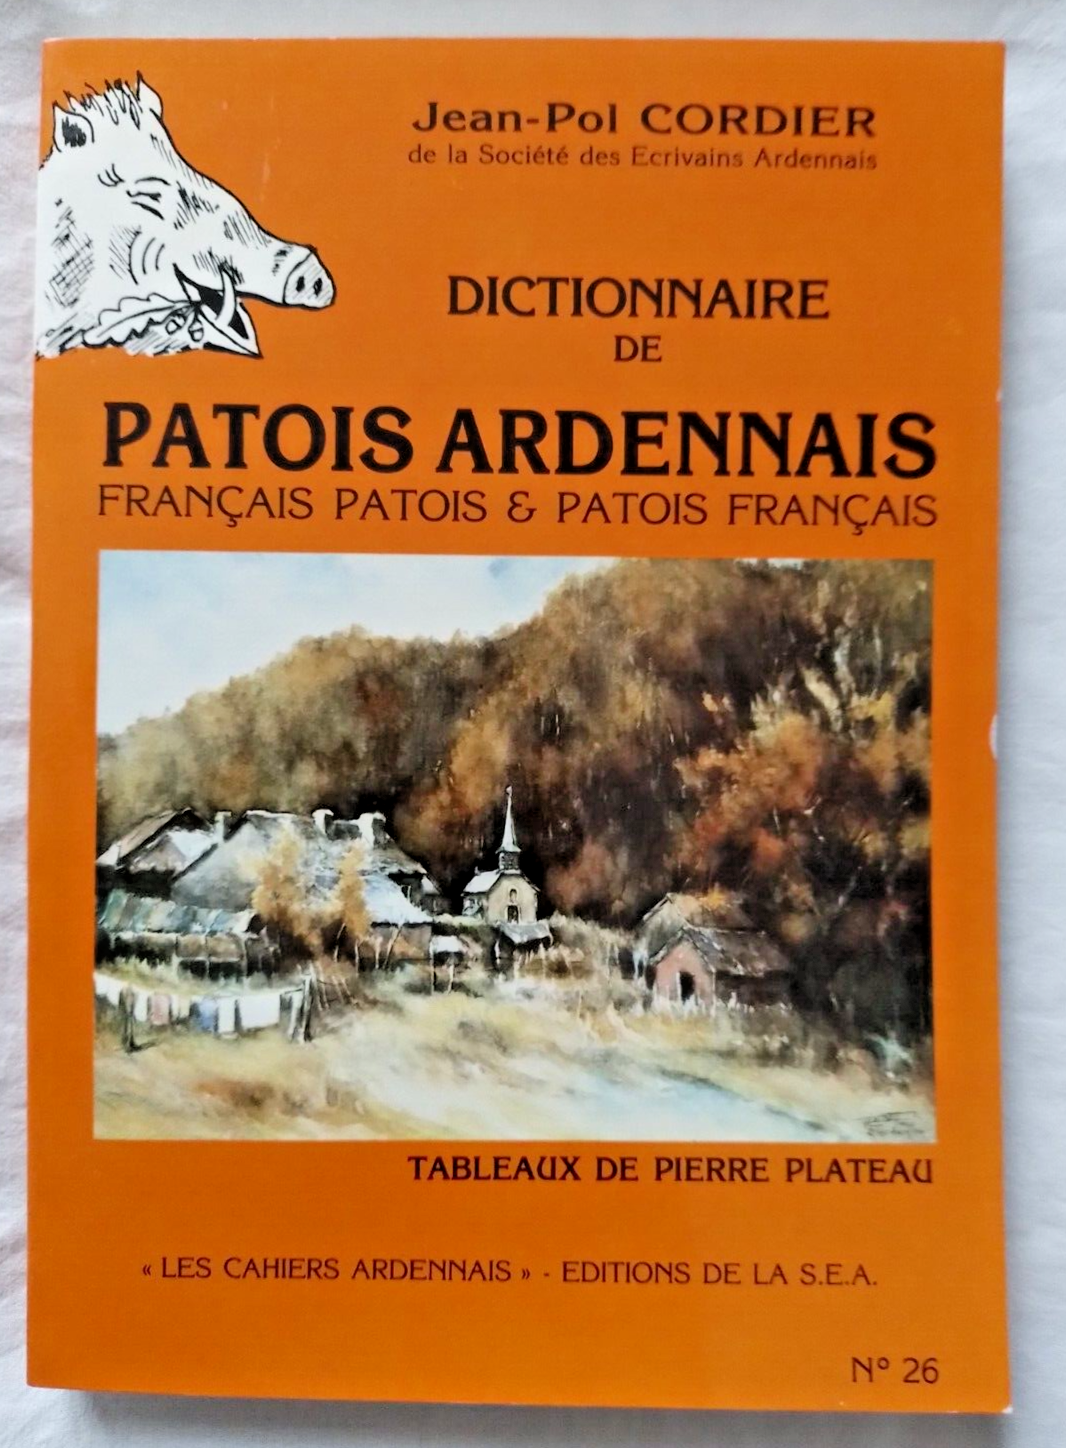 Jean-Pol CORDIER
de la Société des Ecrivains Ardennais
DICTIONNAIRE
DE
PATOIS ARDENNAIS
FRANÇAIS PATOIS & PATOIS FRANÇAIS
TABLEAUX DE PIERRE PLATEAU
« LES CAHIERS ARDENNAIS » - EDITIONS DE LA S.E.A.
N° 26